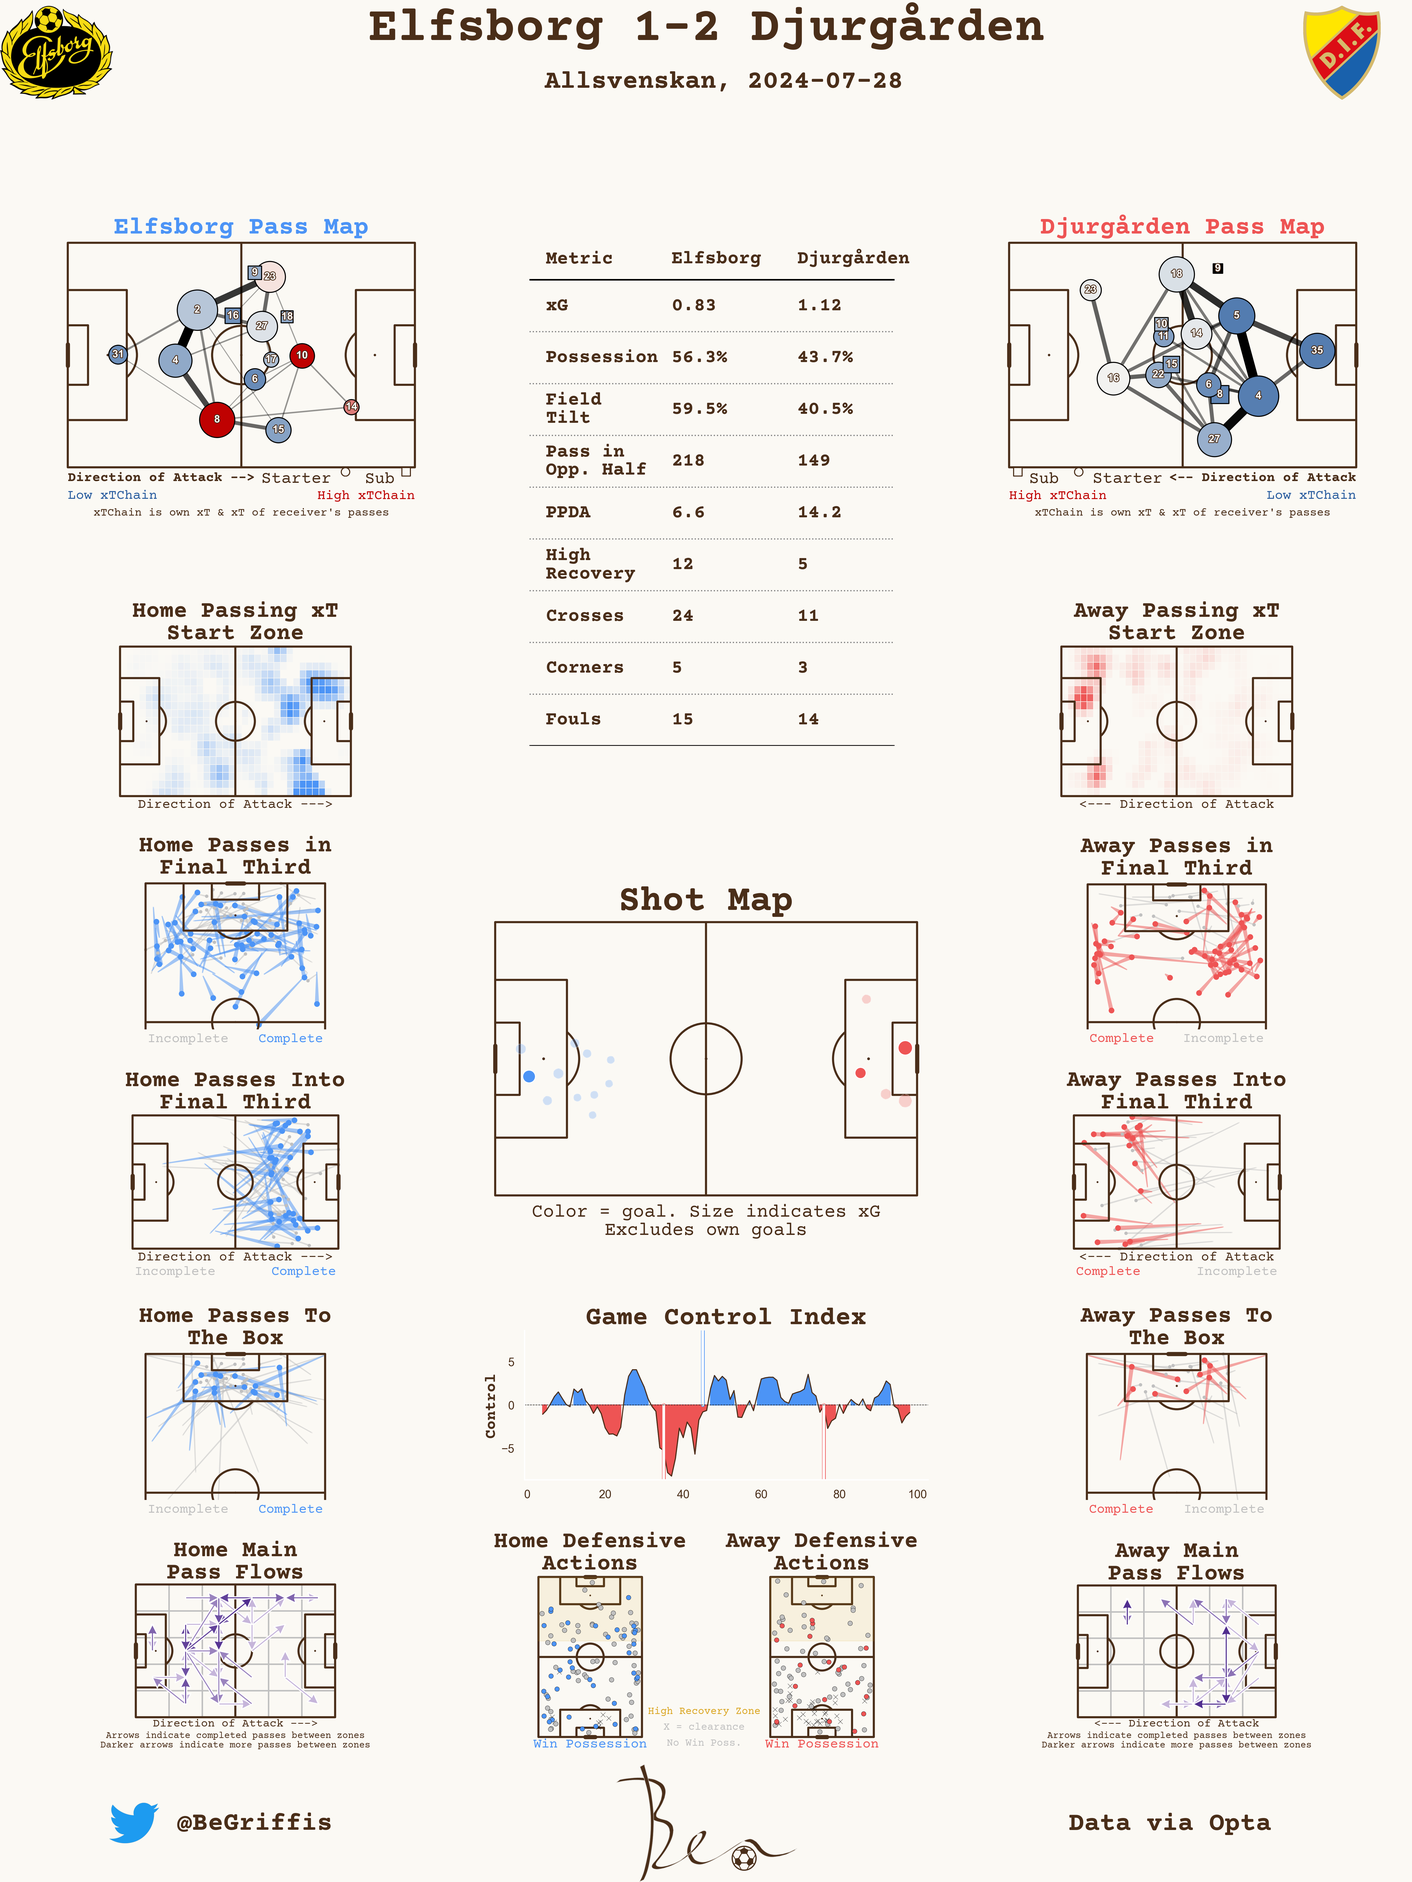 Elfsborg 1-2 Djurgården
Allsvenskan, 2024-07-28
Elfsborg
D.I.F.
Elfsborg Pass Map
9
23
2
16
18
27
31
4
17
10
6
14
8
15
Direction of Attack --> Starter Sub
Low xTChain High xTChain
xTChain is own xT & xT of receiver's passes
Metric Elfsborg Djurgården
xG 0.83 1.12
Possession 56.3% 43.7%
Field
Tilt 59.5% 40.5%
Pass in
Opp. Half 218 149
PPDA 6.6 14.2
High
Recovery 12 5
Crosses 24 11
Corners 5 3
Fouls 15 14
Djurgården Pass Map
9
18
23
5
10
14
11
35
15
16
22
6
8
4
27
Sub Starter <-- Direction of Attack
High xTChain Low xTChain
xTChain is own xT & xT of receiver's passes
Home Passing xT
Start Zone
Direction of Attack --->
Away Passing xT
Start Zone
<--- Direction of Attack
Home Passes in
Final Third
Incomplete Complete
Away Passes in
Final Third
Complete Incomplete
Shot Map
Color = goal. Size indicates xG
Excludes own goals
Home Passes Into
Final Third
Direction of Attack --->
Incomplete Complete
Away Passes Into
Final Third
<--- Direction of Attack
Complete Incomplete
Home Passes To
The Box
Incomplete Complete
Game Control Index
Control
5
0
−5
0 20 40 60 80 100
Away Passes To
The Box
Complete Incomplete
Home Main
Pass Flows
Direction of Attack --->
Arrows indicate completed passes between zones
Darker arrows indicate more passes between zones
Home Defensive
Actions
Win Possession
Away Defensive
Actions
Win Possession
High Recovery Zone
X = clearance
No Win Poss.
Away Main
Pass Flows
<--- Direction of Attack
Arrows indicate completed passes between zones
Darker arrows indicate more passes between zones
@BeGriffis
Ben
Data via Opta